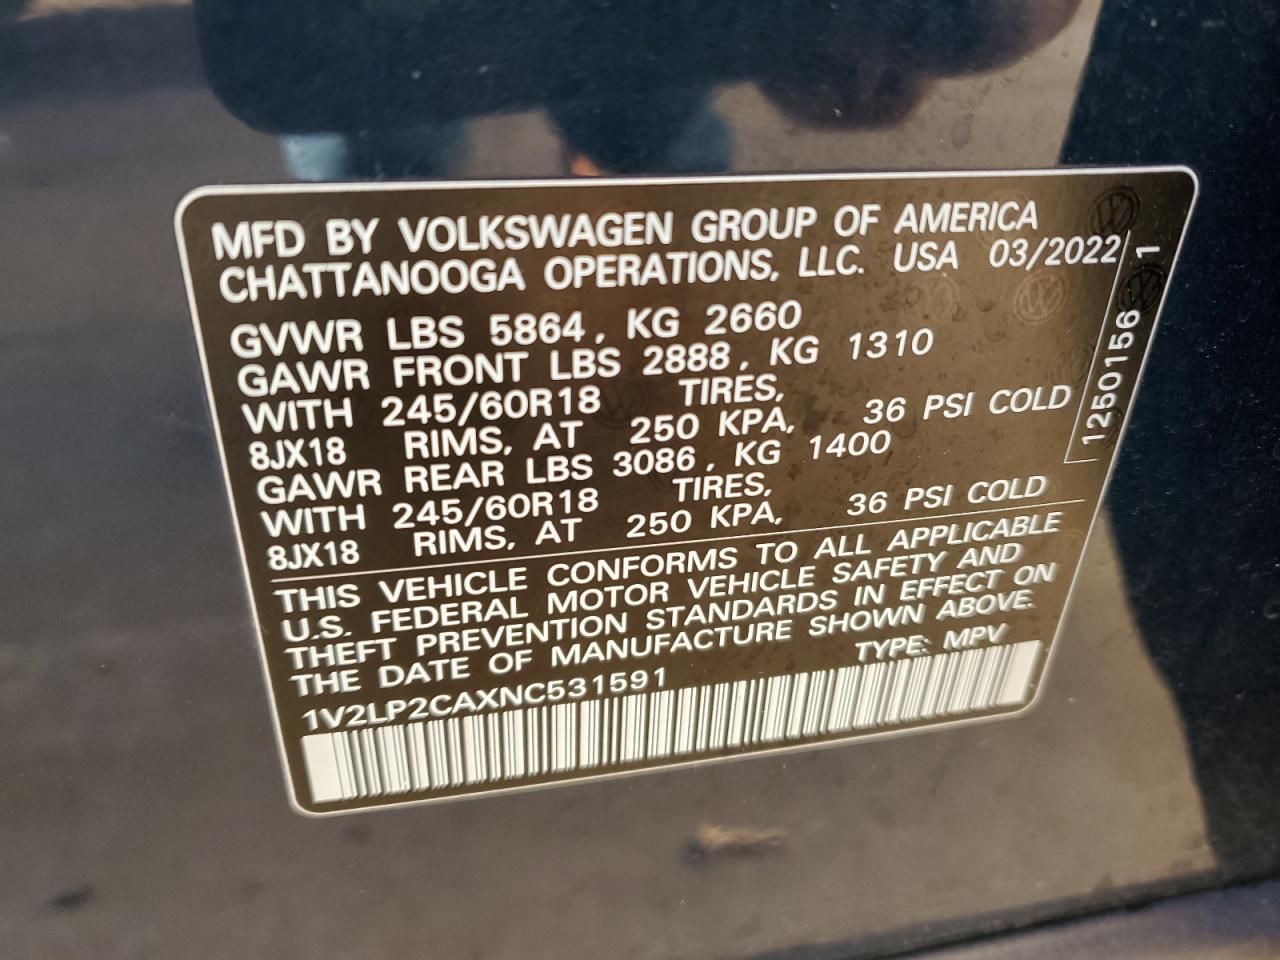 MFD BY VOLKSWAGEN GROUP OF AMERICA
CHATTANOOGA OPERATIONS, LLC. USA 03/2022
GVWR LBS 5864, KG 2660
GAWR FRONT LBS 2888, KG 1310
WITH 245/60R18 TIRES,
8JX18 RIMS, AT 250 KPA, 36 PSI COLD
GAWR REAR LBS 3086, KG 1400
WITH 245/60R18 TIRES,
8JX18 RIMS, AT 250 KPA, 36 PSI COLD
THIS VEHICLE CONFORMS TO ALL APPLICABLE
U.S. FEDERAL MOTOR VEHICLE SAFETY AND
THEFT PREVENTION STANDARDS IN EFFECT ON
THE DATE OF MANUFACTURE SHOWN ABOVE.
TYPE: MPV
1V2LP2CAXNC531591
1250156 1